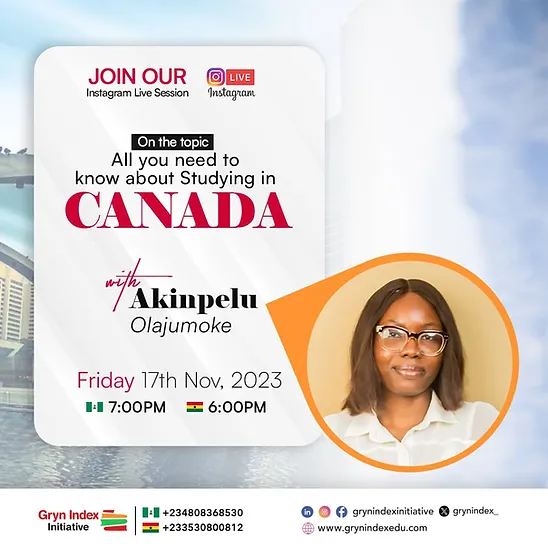 JOIN OUR
Instagram Live Session
LIVE
Instagram
On the topic
All you need to
know about Studying in
CANADA
with
Akinpelu
Olajumoke
Friday 17th Nov, 2023
7:00PM 6:00PM
Gryn Index
Initiative
+234808368530
+233530800812
grynindexinitiative grynindex_
www.grynindexedu.com